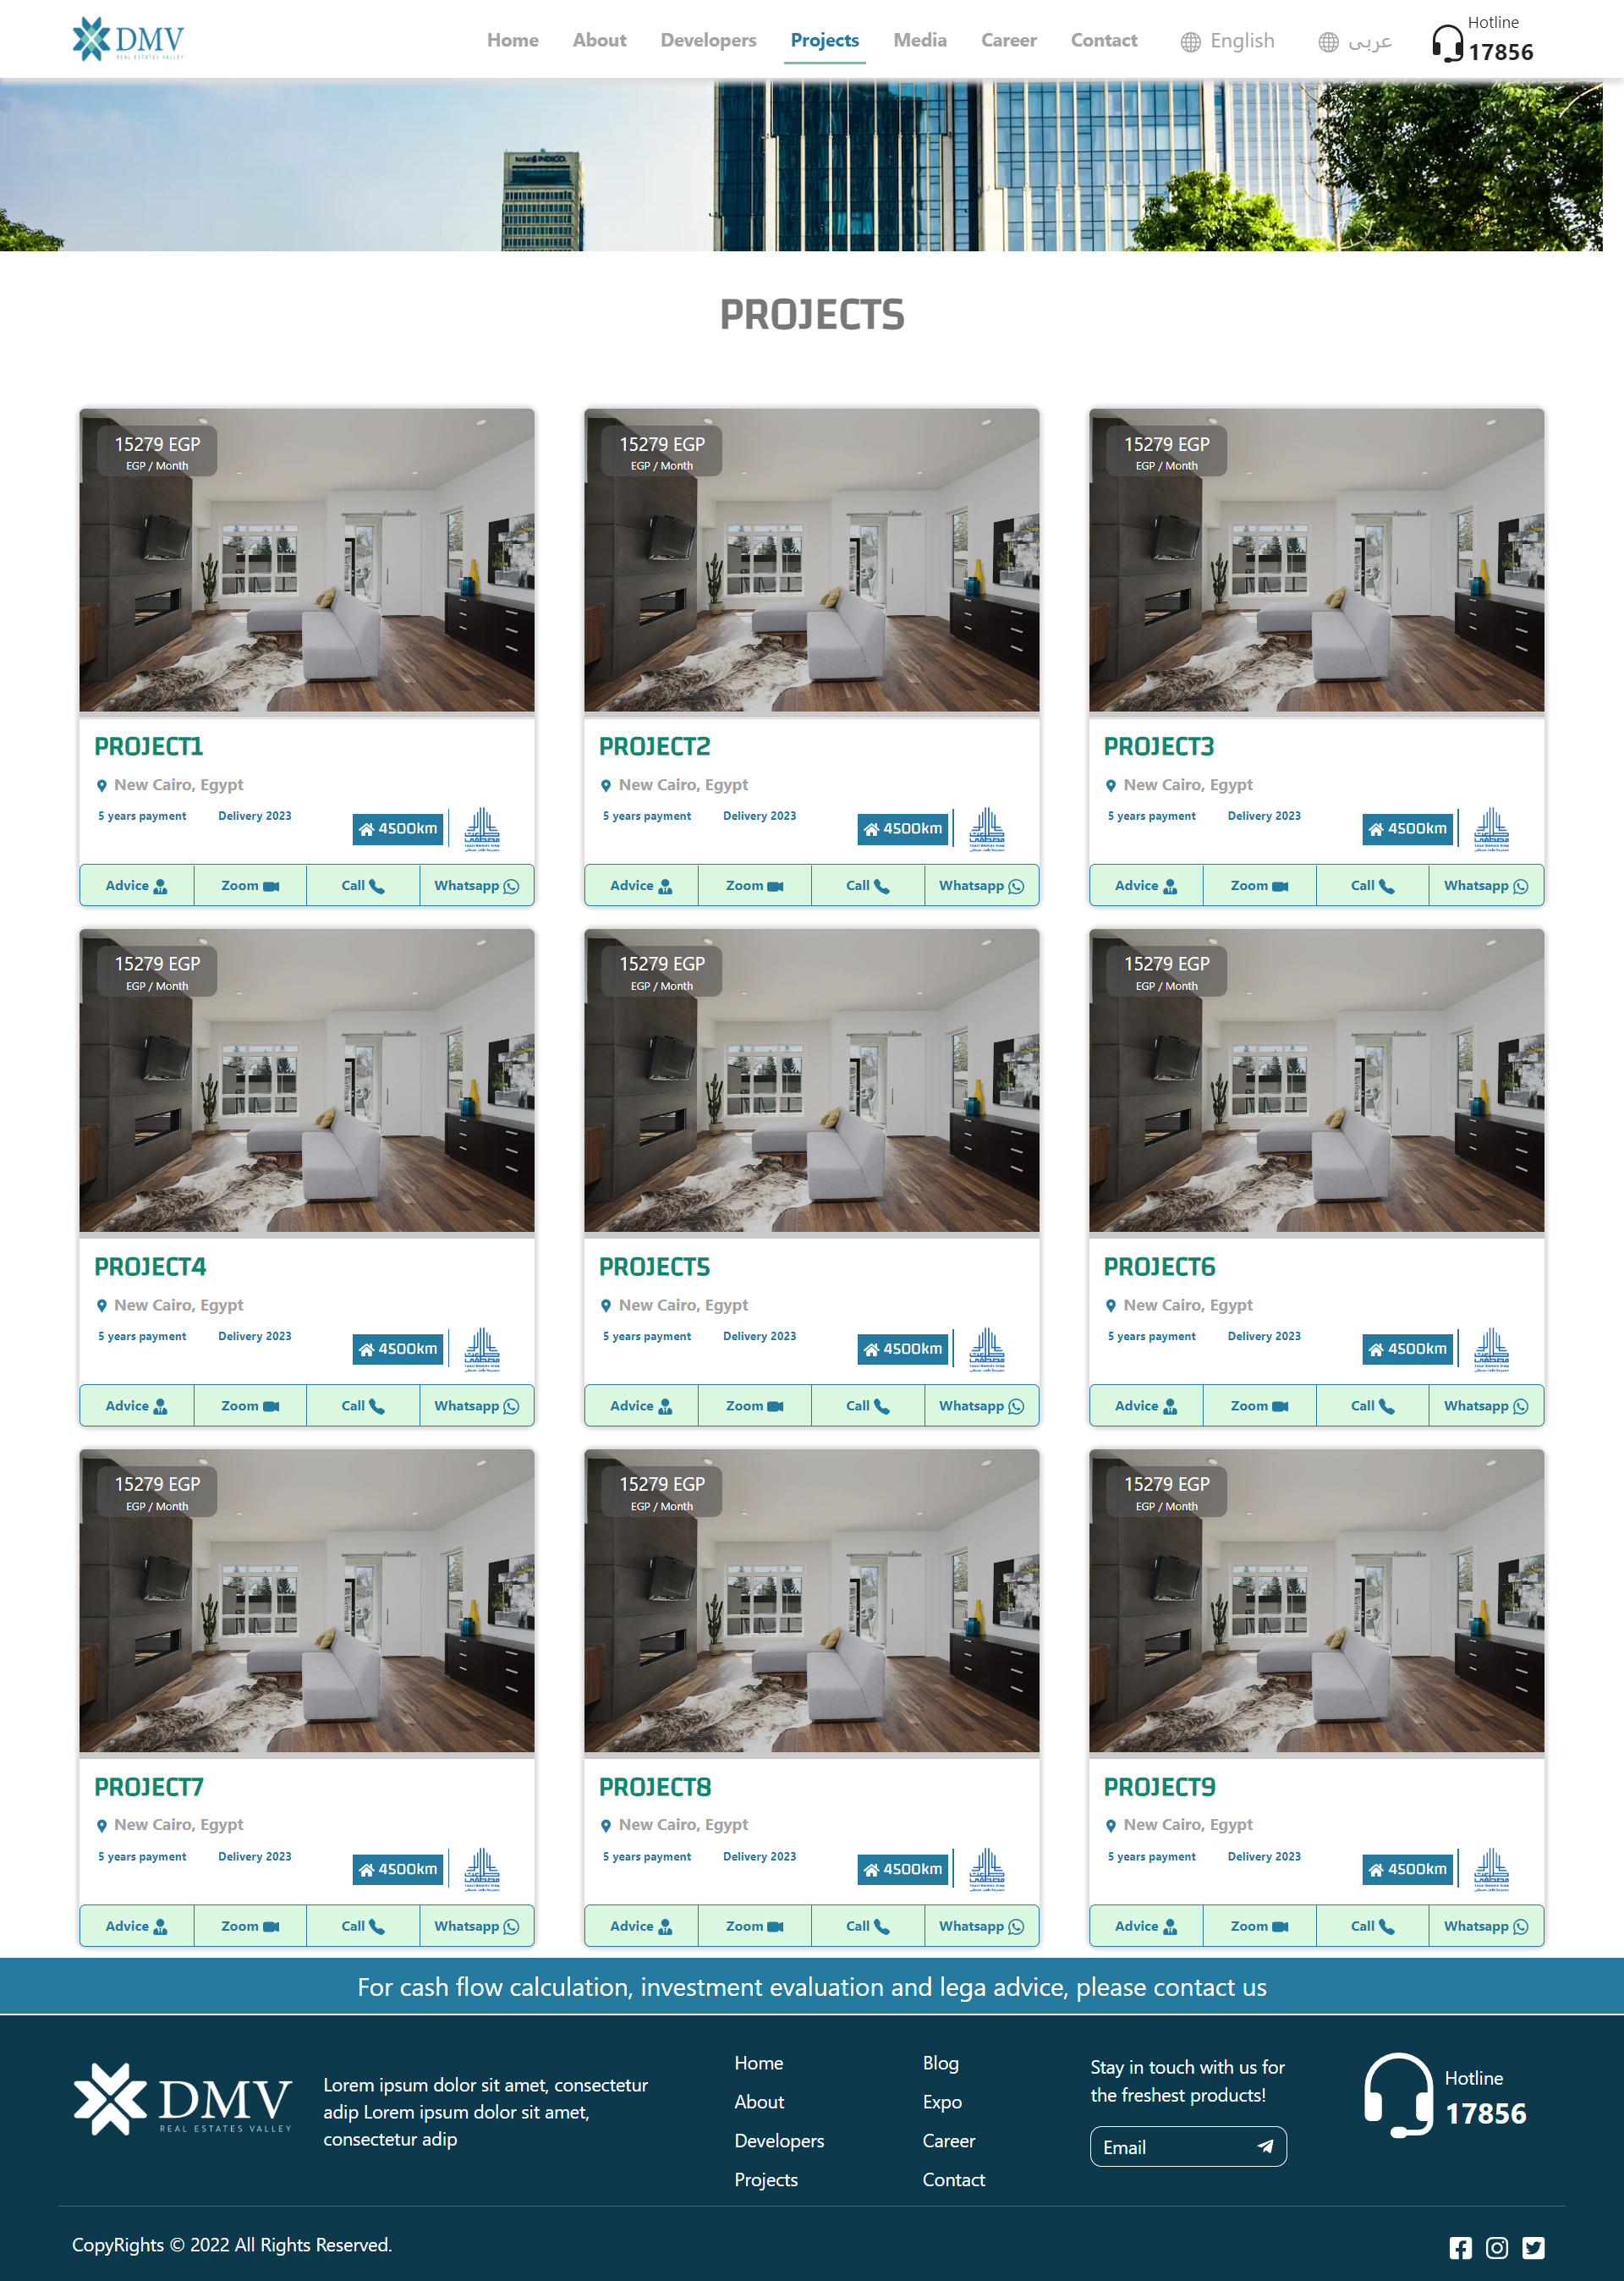 DMV
REAL ESTATES VALLEY
Home About Developers Projects Media Career Contact English عربى
Hotline
17856
hotel INDIGO
PROJECTS
15279 EGP
EGP / Month
15279 EGP
EGP / Month
15279 EGP
EGP / Month
PROJECT1
New Cairo, Egypt
5 years payment Delivery 2023
4500km
Advice Zoom Call Whatsapp
PROJECT2
New Cairo, Egypt
5 years payment Delivery 2023
4500km
Advice Zoom Call Whatsapp
PROJECT3
New Cairo, Egypt
5 years payment Delivery 2023
4500km
Advice Zoom Call Whatsapp
15279 EGP
EGP / Month
15279 EGP
EGP / Month
15279 EGP
EGP / Month
PROJECT4
New Cairo, Egypt
5 years payment Delivery 2023
4500km
Advice Zoom Call Whatsapp
PROJECT5
New Cairo, Egypt
5 years payment Delivery 2023
4500km
Advice Zoom Call Whatsapp
PROJECT6
New Cairo, Egypt
5 years payment Delivery 2023
4500km
Advice Zoom Call Whatsapp
15279 EGP
EGP / Month
15279 EGP
EGP / Month
15279 EGP
EGP / Month
PROJECT7
New Cairo, Egypt
5 years payment Delivery 2023
4500km
Advice Zoom Call Whatsapp
PROJECT8
New Cairo, Egypt
5 years payment Delivery 2023
4500km
Advice Zoom Call Whatsapp
PROJECT9
New Cairo, Egypt
5 years payment Delivery 2023
4500km
Advice Zoom Call Whatsapp
For cash flow calculation, investment evaluation and lega advice, please contact us
DMV
REAL ESTATES VALLEY
Lorem ipsum dolor sit amet, consectetur
adip Lorem ipsum dolor sit amet,
consectetur adip
Home
About
Developers
Projects
Blog
Expo
Career
Contact
Stay in touch with us for
the freshest products!
Email
Hotline
17856
CopyRights © 2022 All Rights Reserved.